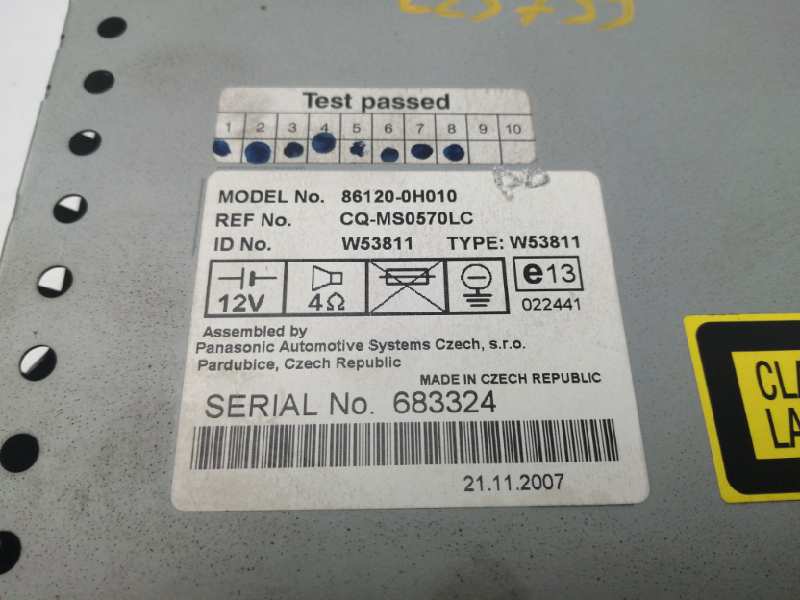 Test passed
1 2 3 4 5 6 7 8 9 10
MODEL No. 86120-0H010
REF No. CQ-MS0570LC
ID No. W53811 TYPE: W53811
12V 4Ω e13
022441
Assembled by
Panasonic Automotive Systems Czech, s.r.o.
Pardubice, Czech Republic
MADE IN CZECH REPUBLIC
SERIAL No. 683324
21.11.2007
CLA
LA